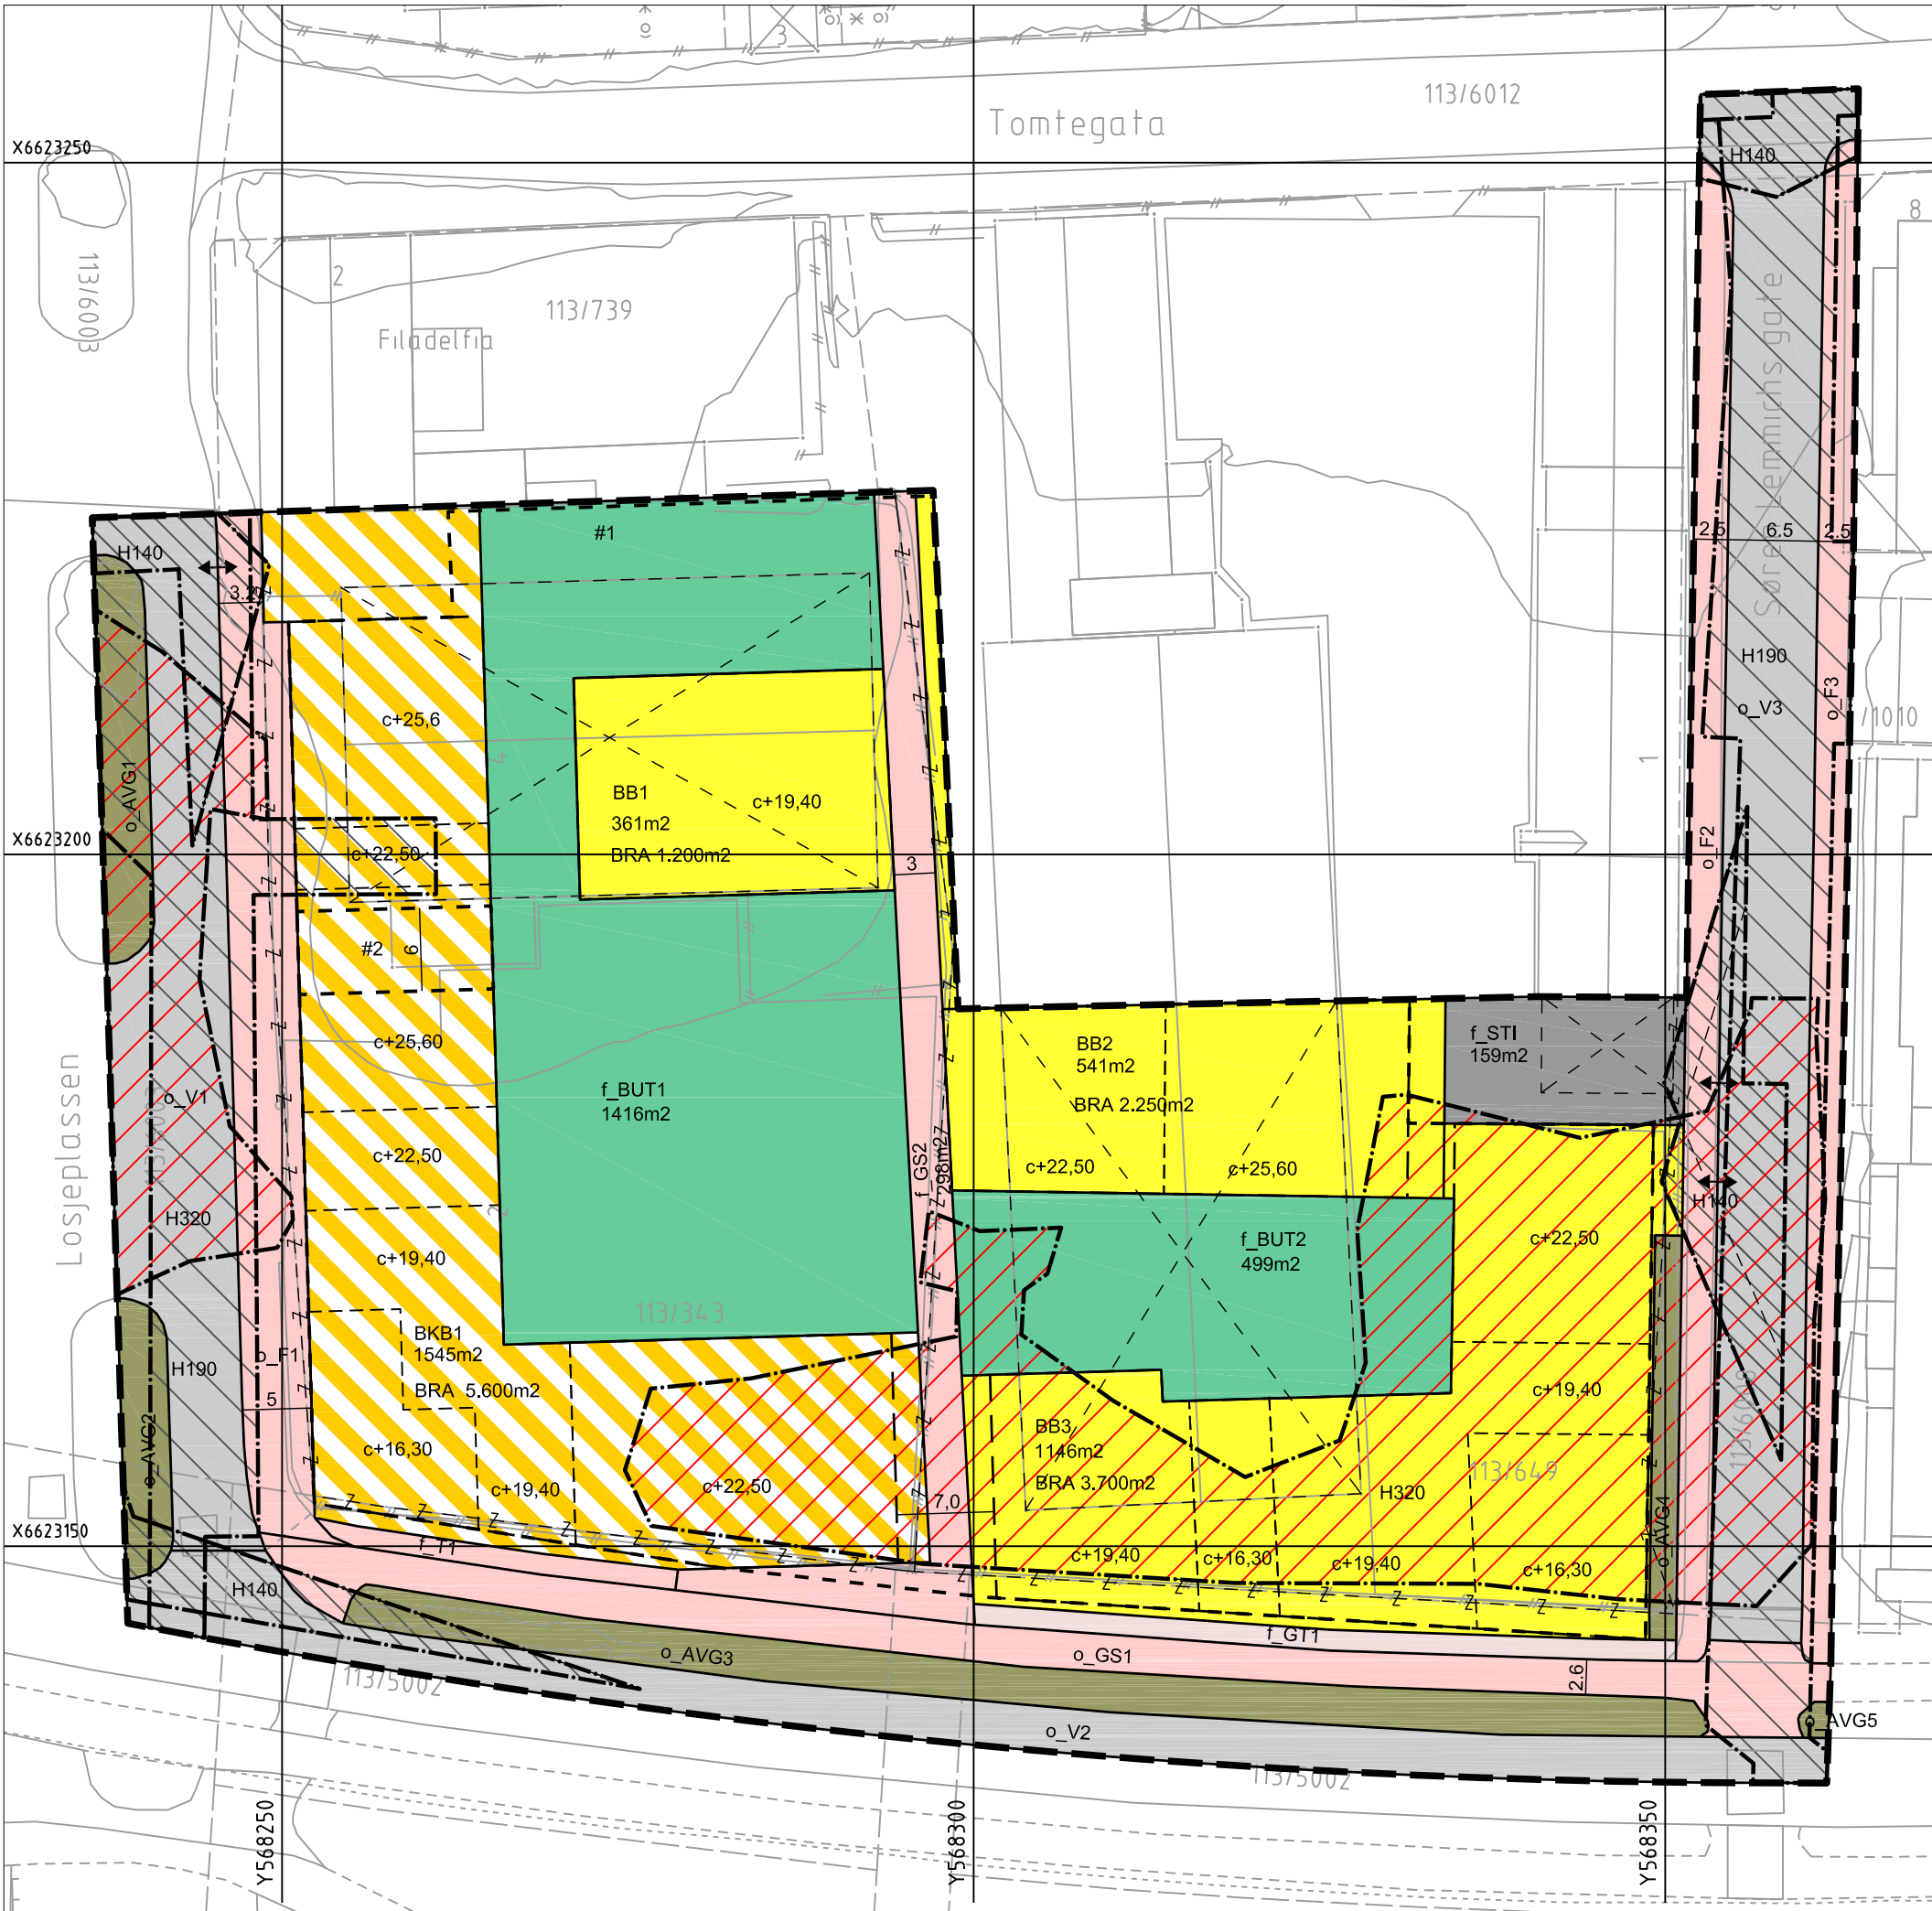 3
113/6012
Tomtegata
X6623250
H140
8
113/6003
2
113/739
Filadelfia
Søren Lemmichs gate
#1
2.5
6.5
2.5
H140
3.2
H190
o_F3
o_V3
/1010
c+25,6
4
1
BB1
361m2
c+19,40
BRA 1.200m2
o_AVG1
X6623200
c+22,50
3
o_F2
#2
6
c+25,60
BB2
541m2
f_STI
159m2
f_BUT1
1416m2
BRA 2.250m2
o_V1
Losjeplassen
c+22,50
f_GS2
298m2
c+22,50
c+25,60
H140
H320
2
c+19,40
f_BUT2
499m2
c+22,50
113/343
BKB1
1545m2
BRA 5.600m2
H190
o_F1
5
c+19,40
o_AVG2
c+16,30
c+19,40
c+22,50
BB3
1146m2
BRA 3.700m2
113/649
H320
7,0
X6623150
f_T1
c+19,40
c+16,30
c+19,40
c+16,30
o_AVG4
H140
f_GT1
o_AVG3
o_GS1
2.6
113/5002
o_V2
o_AVG5
113/5002
Y568250
Y568300
Y568350